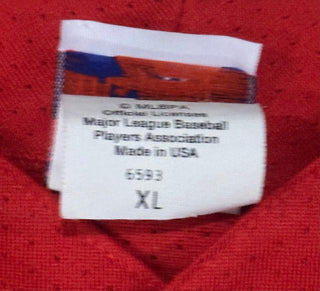 © MLBPA
Official Licensee
Major League Baseball
Players Association
Made in USA
6593
XL